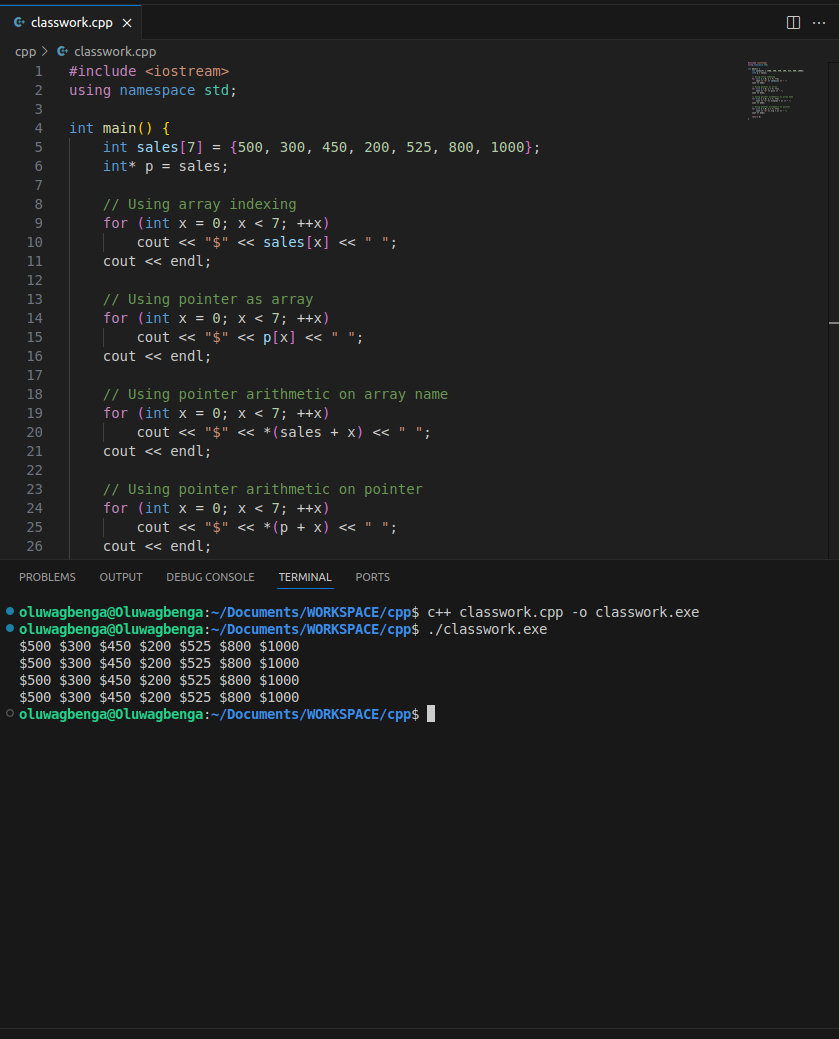 classwork.cpp
cpp > classwork.cpp
1 #include <iostream>
2 using namespace std;
3
4 int main() {
5     int sales[7] = {500, 300, 450, 200, 525, 800, 1000};
6     int* p = sales;
7
8     // Using array indexing
9     for (int x = 0; x < 7; ++x)
10         cout << "$" << sales[x] << " ";
11     cout << endl;
12
13     // Using pointer as array
14     for (int x = 0; x < 7; ++x)
15         cout << "$" << p[x] << " ";
16     cout << endl;
17
18     // Using pointer arithmetic on array name
19     for (int x = 0; x < 7; ++x)
20         cout << "$" << *(sales + x) << " ";
21     cout << endl;
22
23     // Using pointer arithmetic on pointer
24     for (int x = 0; x < 7; ++x)
25         cout << "$" << *(p + x) << " ";
26     cout << endl;
PROBLEMS OUTPUT DEBUG CONSOLE TERMINAL PORTS
oluwagbenga@Oluwagbenga:~/Documents/WORKSPACE/cpp$ c++ classwork.cpp -o classwork.exe
oluwagbenga@Oluwagbenga:~/Documents/WORKSPACE/cpp$ ./classwork.exe
$500 $300 $450 $200 $525 $800 $1000
$500 $300 $450 $200 $525 $800 $1000
$500 $300 $450 $200 $525 $800 $1000
$500 $300 $450 $200 $525 $800 $1000
oluwagbenga@Oluwagbenga:~/Documents/WORKSPACE/cpp$